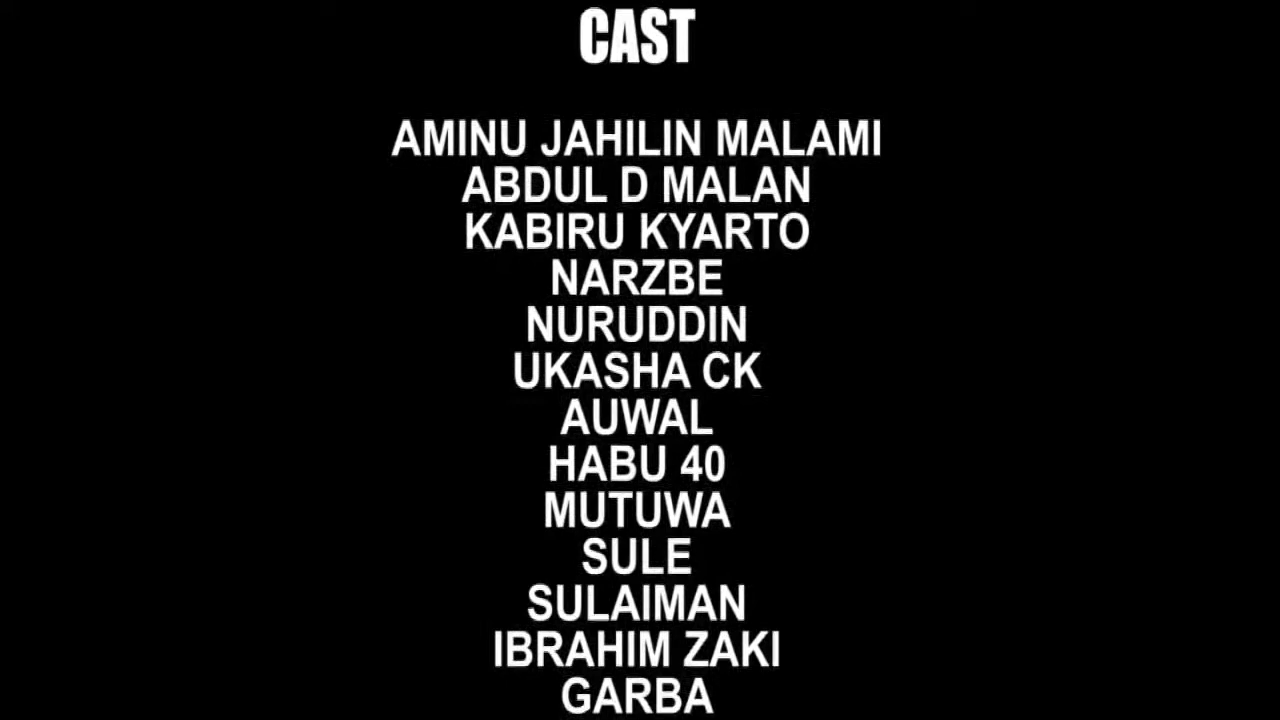 CAST
AMINU JAHILIN MALAMI
ABDUL D MALAN
KABIRU KYARTO
NARZBE
NURUDDIN
UKASHA CK
AUWAL
HABU 40
MUTUWA
SULE
SULAIMAN
IBRAHIM ZAKI
GARBA